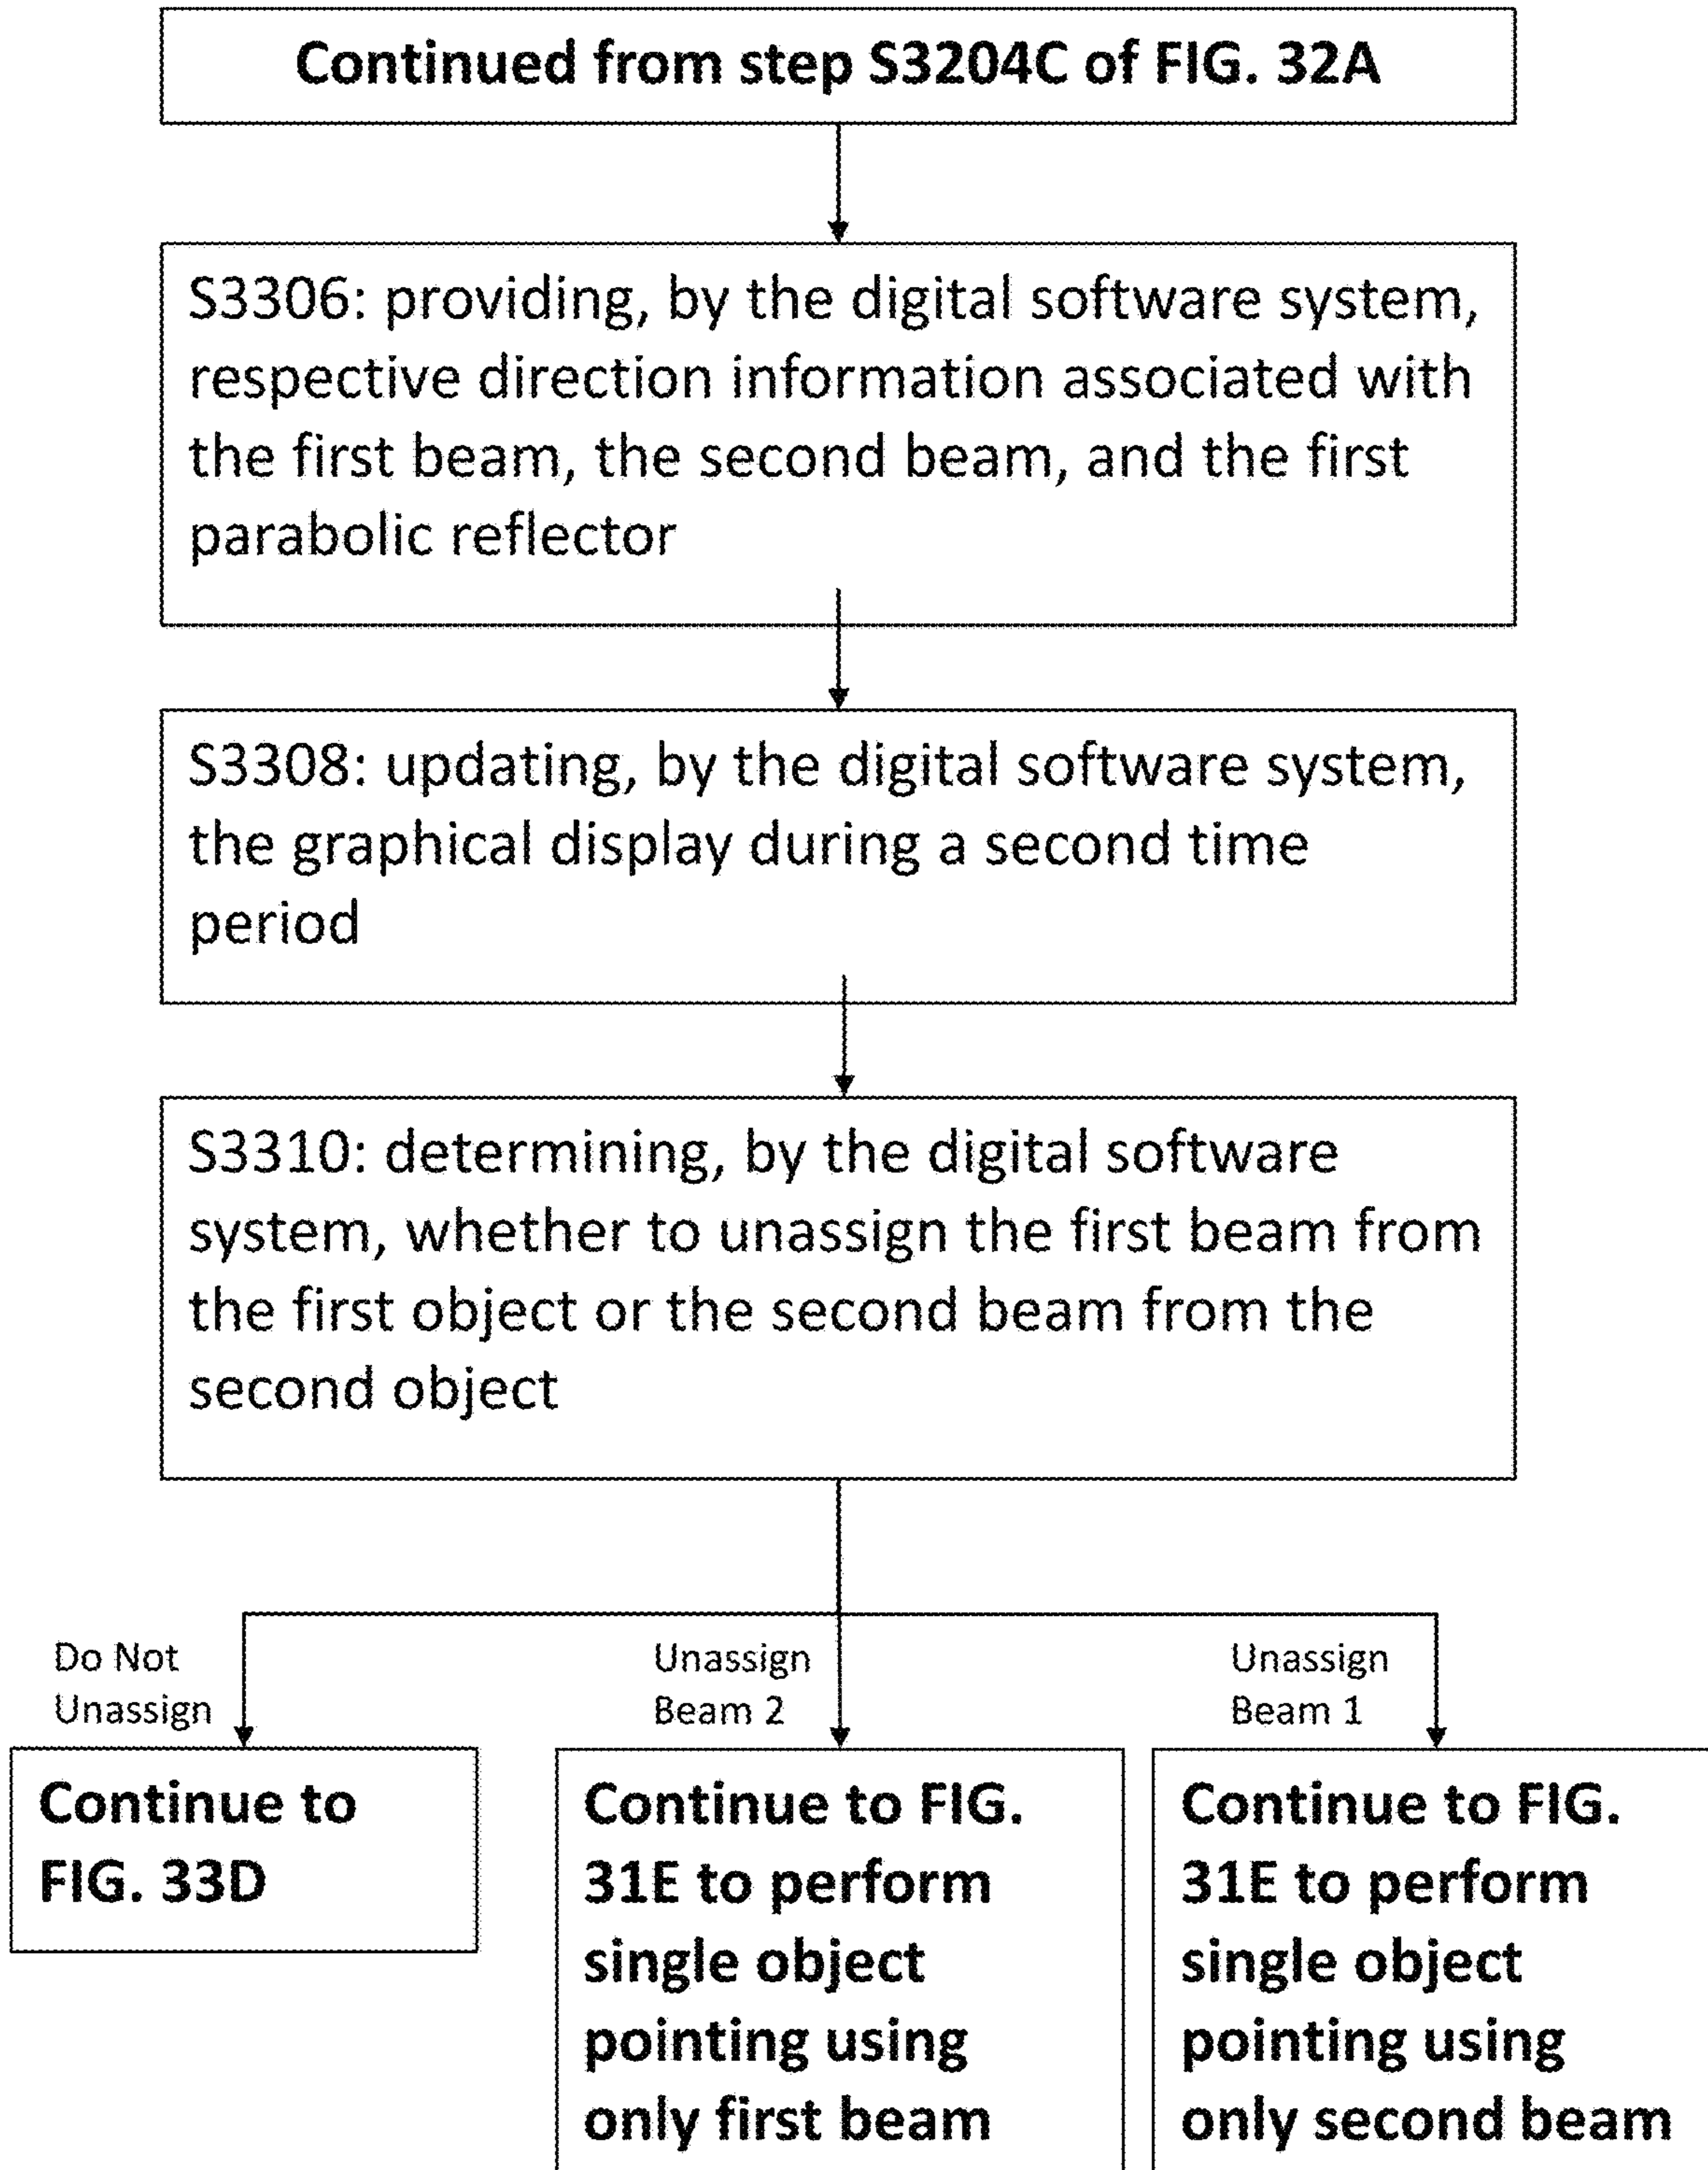 Continued from step S3204C of FIG. 32A
S3306: providing, by the digital software system,
respective direction information associated with
the first beam, the second beam, and the first
parabolic reflector
S3308: updating, by the digital software system,
the graphical display during a second time
period
S3310: determining, by the digital software
system, whether to unassign the first beam from
the first object or the second beam from the
second object
Do Not
Unassign
Unassign
Beam 2
Unassign
Beam 1
Continue to
FIG. 33D
Continue to FIG.
31E to perform
single object
pointing using
only first beam
Continue to FIG.
31E to perform
single object
pointing using
only second beam